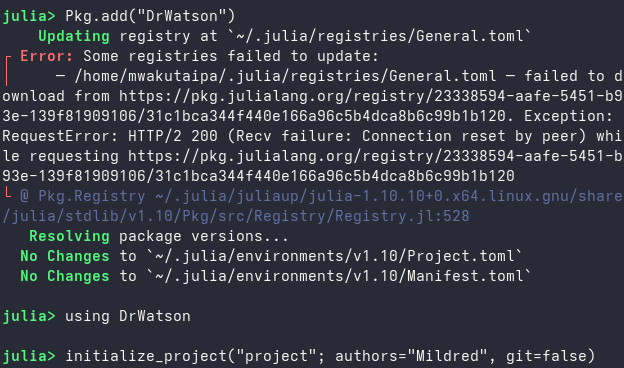 julia> Pkg.add("DrWatson")
Updating registry at `~/.julia/registries/General.toml`
┌ Error: Some registries failed to update:
│ — /home/mwakutaipa/.julia/registries/General.toml — failed to d
ownload from https://pkg.julialang.org/registry/23338594-aafe-5451-b9
3e-139f81909106/31c1bca344f440e166a96c5b4dca8b6c99b1b120. Exception:
RequestError: HTTP/2 200 (Recv failure: Connection reset by peer) whi
le requesting https://pkg.julialang.org/registry/23338594-aafe-5451-b
93e-139f81909106/31c1bca344f440e166a96c5b4dca8b6c99b1b120
└ @ Pkg.Registry ~/.julia/juliaup/julia-1.10.10+0.x64.linux.gnu/share
/julia/stdlib/v1.10/Pkg/src/Registry/Registry.jl:528
Resolving package versions...
No Changes to `~/.julia/environments/v1.10/Project.toml`
No Changes to `~/.julia/environments/v1.10/Manifest.toml`
julia> using DrWatson
julia> initialize_project("project"; authors="Mildred", git=false)